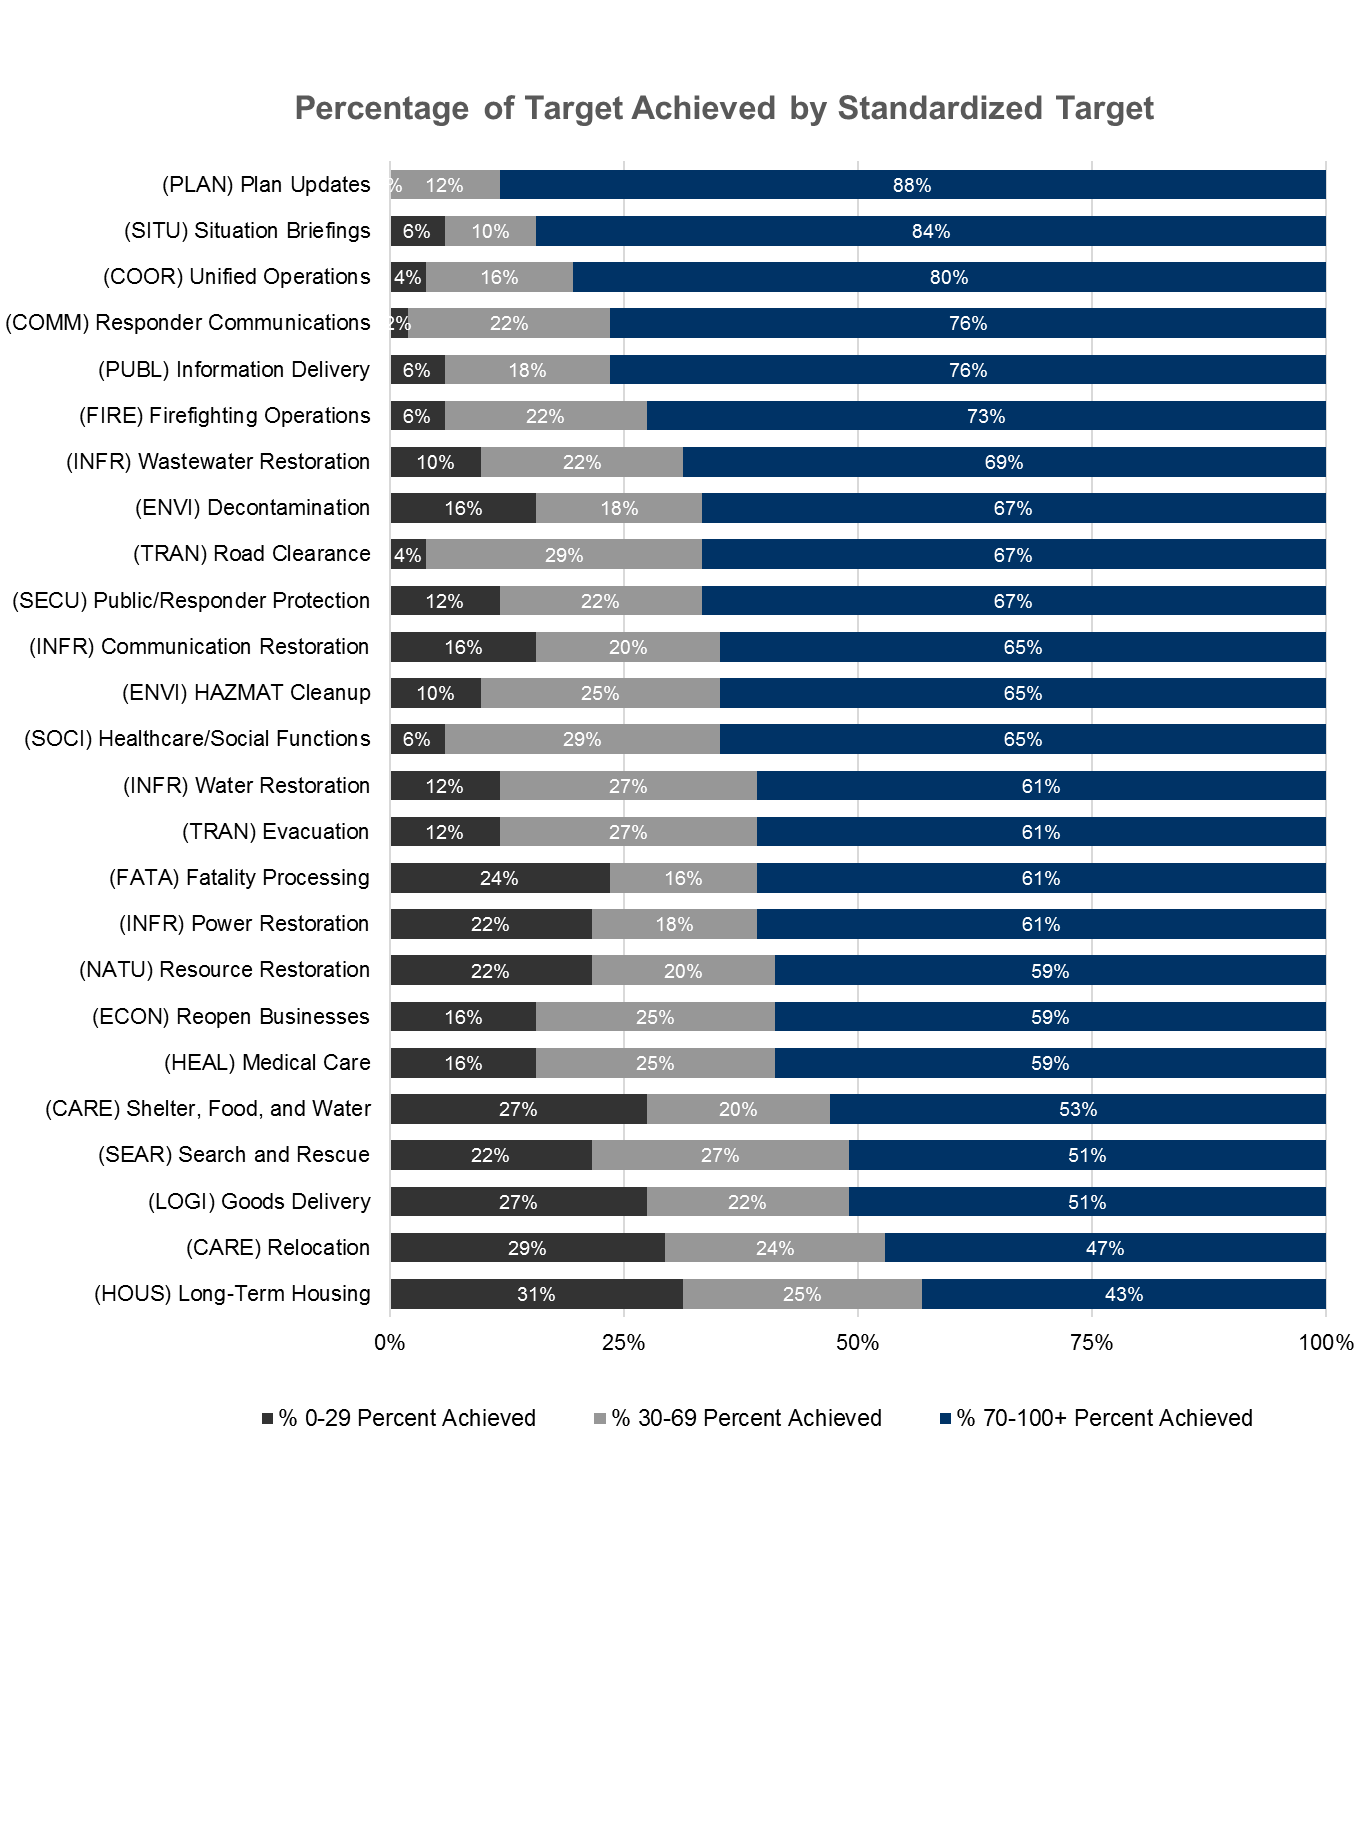 Percentage of Target Achieved by Standardized Target
(PLAN) Plan Updates % 12% 88%
(SITU) Situation Briefings 6% 10% 84%
(COOR) Unified Operations 4% 16% 80%
(COMM) Responder Communications 2% 22% 76%
(PUBL) Information Delivery 6% 18% 76%
(FIRE) Firefighting Operations 6% 22% 73%
(INFR) Wastewater Restoration 10% 22% 69%
(ENVI) Decontamination 16% 18% 67%
(TRAN) Road Clearance 4% 29% 67%
(SECU) Public/Responder Protection 12% 22% 67%
(INFR) Communication Restoration 16% 20% 65%
(ENVI) HAZMAT Cleanup 10% 25% 65%
(SOCI) Healthcare/Social Functions 6% 29% 65%
(INFR) Water Restoration 12% 27% 61%
(TRAN) Evacuation 12% 27% 61%
(FATA) Fatality Processing 24% 16% 61%
(INFR) Power Restoration 22% 18% 61%
(NATU) Resource Restoration 22% 20% 59%
(ECON) Reopen Businesses 16% 25% 59%
(HEAL) Medical Care 16% 25% 59%
(CARE) Shelter, Food, and Water 27% 20% 53%
(SEAR) Search and Rescue 22% 27% 51%
(LOGI) Goods Delivery 27% 22% 51%
(CARE) Relocation 29% 24% 47%
(HOUS) Long-Term Housing 31% 25% 43%
0% 25% 50% 75% 100%
% 0-29 Percent Achieved % 30-69 Percent Achieved % 70-100+ Percent Achieved